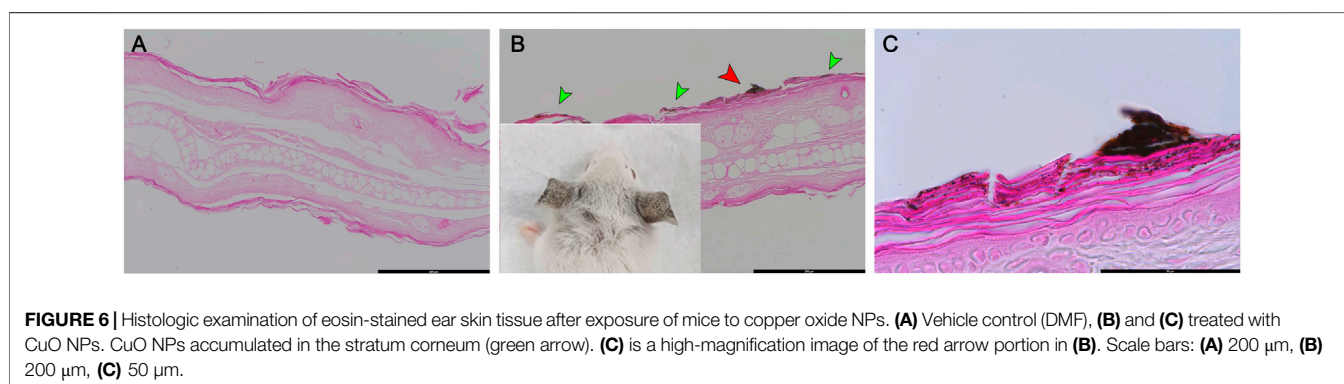 A
B
C
FIGURE 6 | Histologic examination of eosin-stained ear skin tissue after exposure of mice to copper oxide NPs. (A) Vehicle control (DMF), (B) and (C) treated with
CuO NPs. CuO NPs accumulated in the stratum corneum (green arrow). (C) is a high-magnification image of the red arrow portion in (B). Scale bars: (A) 200 μm, (B)
200 μm, (C) 50 μm.